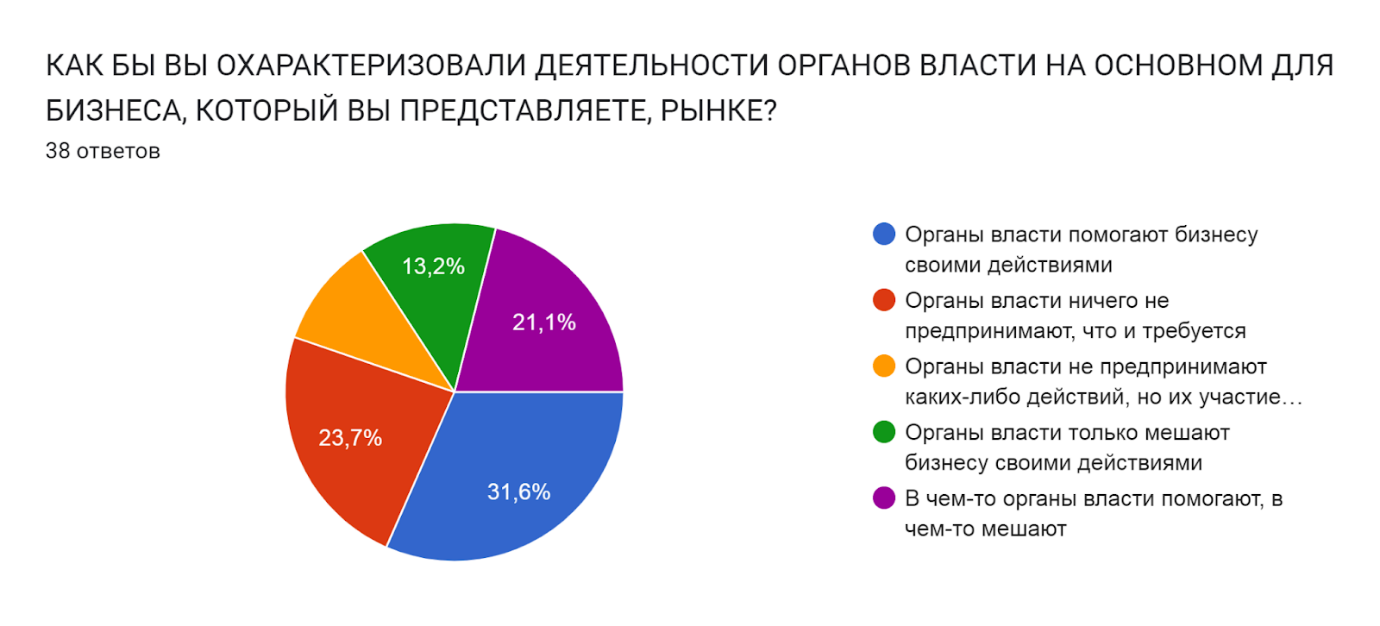 КАК БЫ ВЫ ОХАРАКТЕРИЗОВАЛИ ДЕЯТЕЛЬНОСТИ ОРГАНОВ ВЛАСТИ НА ОСНОВНОМ ДЛЯ
БИЗНЕСА, КОТОРЫЙ ВЫ ПРЕДСТАВЛЯЕТЕ, РЫНКЕ?
38 ответов
13,2%
21,1%
23,7%
31,6%
Органы власти помогают бизнесу
своими действиями
Органы власти ничего не
предпринимают, что и требуется
Органы власти не предпринимают
каких-либо действий, но их участие…
Органы власти только мешают
бизнесу своими действиями
В чем-то органы власти помогают, в
чем-то мешают